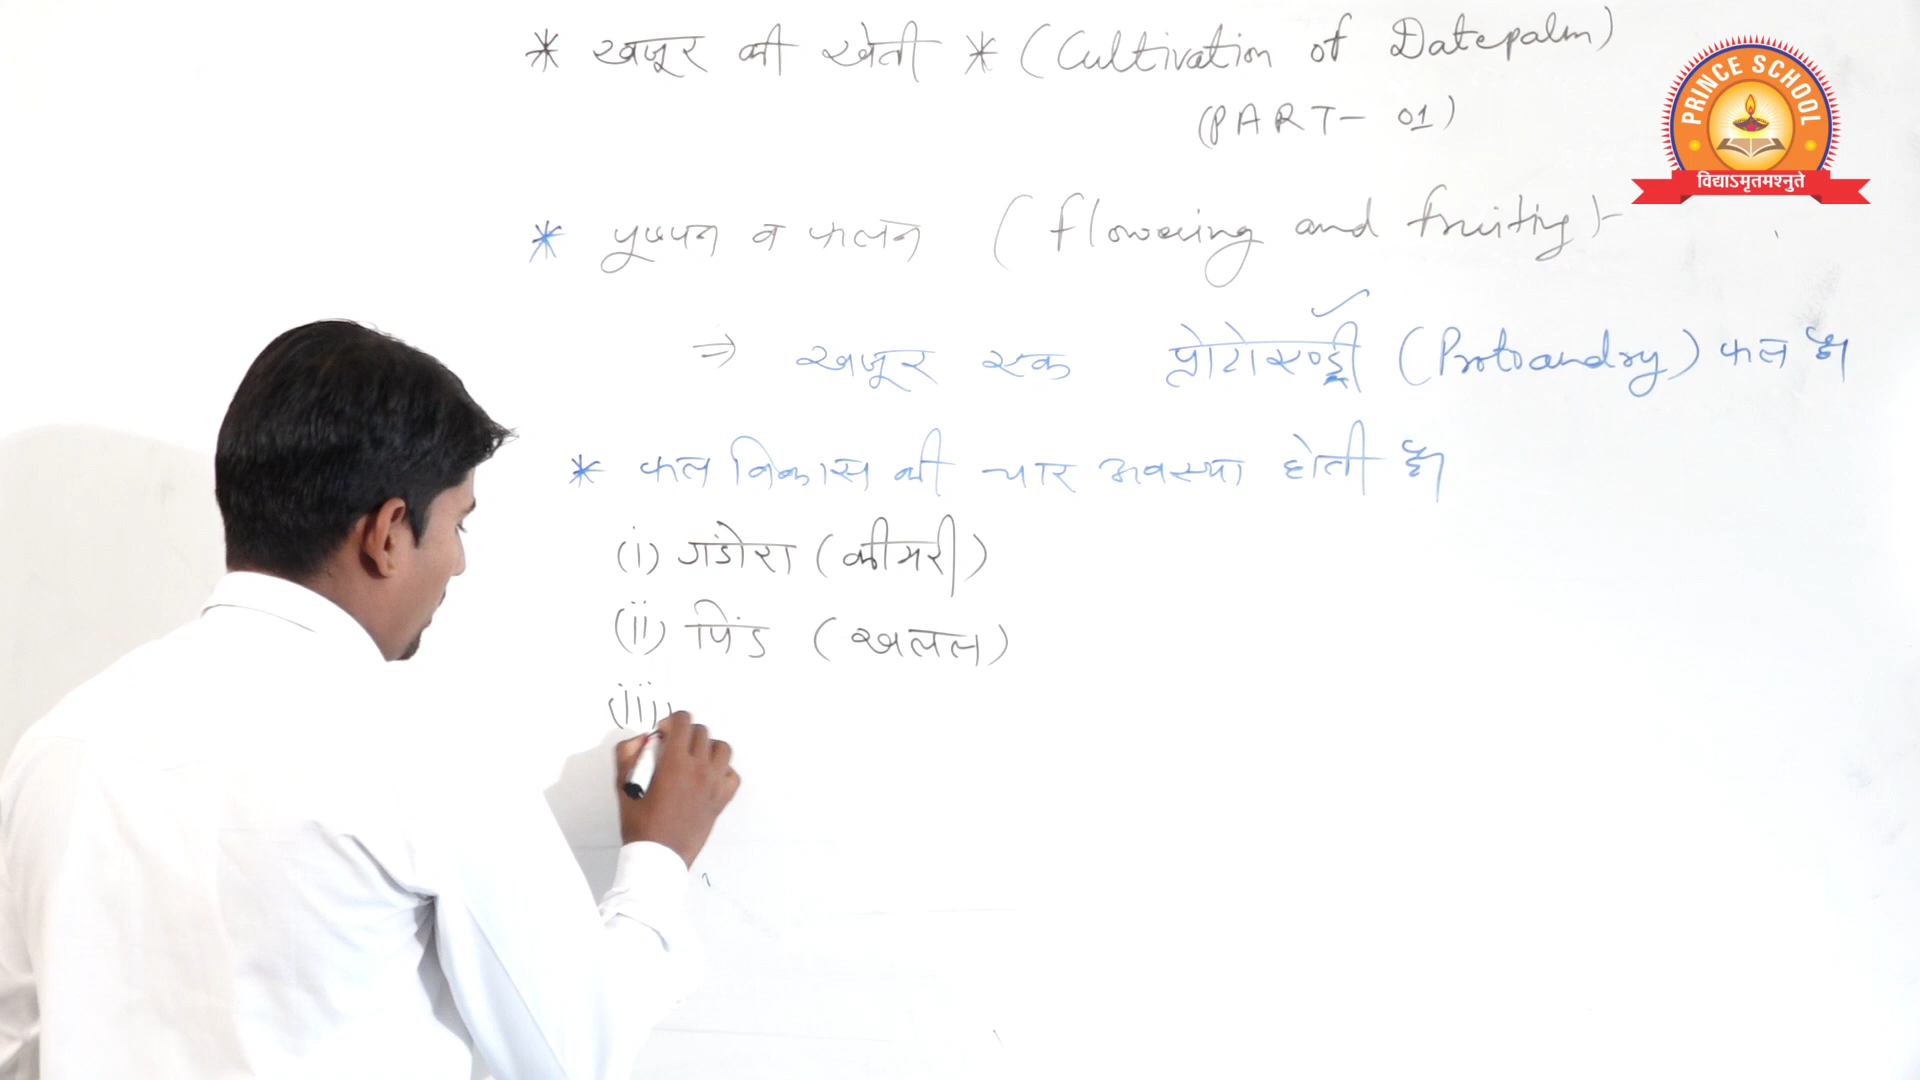 * खजूर की खेती * (Cultivation of Datepalm)
(PART- 01)
PRINCE SCHOOL
विद्याऽमृतमश्नुते
* पुष्पन व फलन (flowering and fruitig)-
⇒ खजूर एक प्रोटोएण्ड्री (Protoandry) फल है।
* फल विकास की चार अवस्था होती है।
(i) गंडोरा (कीमरी)
(ii) पिंड (खलल)
(iii)